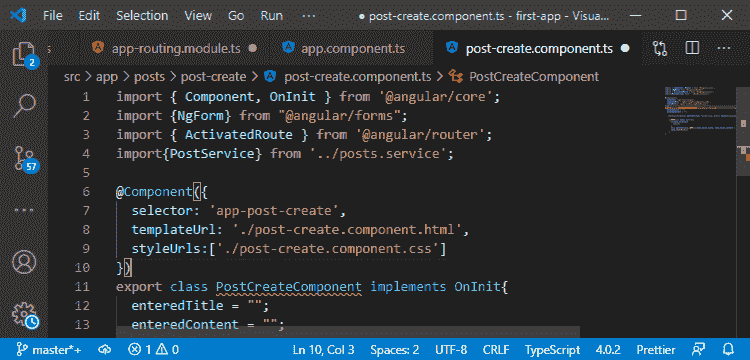 File Edit Selection View Go Run ··· • post-create.component.ts - first-app - Visua...
s app-routing.module.ts app.component.ts post-create.component.ts
src > app > posts > post-create > post-create.component.ts > PostCreateComponent
1 import { Component, OnInit } from '@angular/core';
2 import {NgForm} from "@angular/forms";
3 import { ActivatedRoute } from '@angular/router';
4 import{PostService} from '../posts.service';
5
6 @Component({
7 selector: 'app-post-create',
8 templateUrl: './post-create.component.html',
9 styleUrls:['./post-create.component.css']
10 })
11 export class PostCreateComponent implements OnInit{
12 enteredTitle = "";
13 enteredContent = "";
2
57
master*+ 1 0 Ln 10, Col 3 Spaces: 2 UTF-8 CRLF TypeScript 4.0.2 Prettier